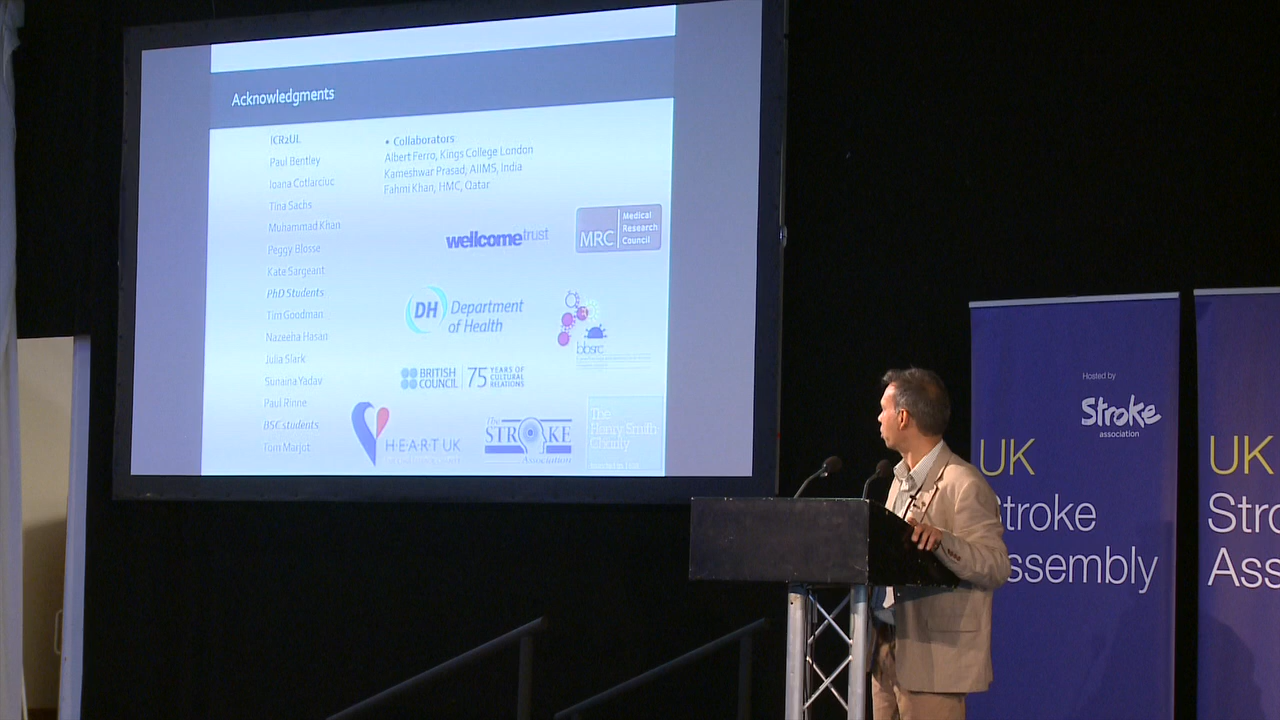 Acknowledgments
ICR2UL
Paul Bentley
Ioana Cotlarciuc
Tina Sachs
Muhammad Khan
Peggy Blosse
Kate Sargeant
PhD Students
Tim Goodman
Nazeeha Hasan
Julia Slark
Sunaina Yadav
Paul Rinne
BSC students
Tom Marjot
• Collaborators
Albert Ferro, Kings College London
Kameshwar Prasad, AIIMS, India
Fahmi Khan, HMC, Qatar
wellcometrust
MRC
Medical
Research
Council
DH
Department
of Health
bbsrc
BRITISH
COUNCIL
75
YEARS OF
CULTURAL
RELATIONS
HEART UK
The
STROKE
Association
The
Henry Smith
Charity
Hosted by
Stroke
association
UK
Stroke
Assembly
UK
Stro
Ass